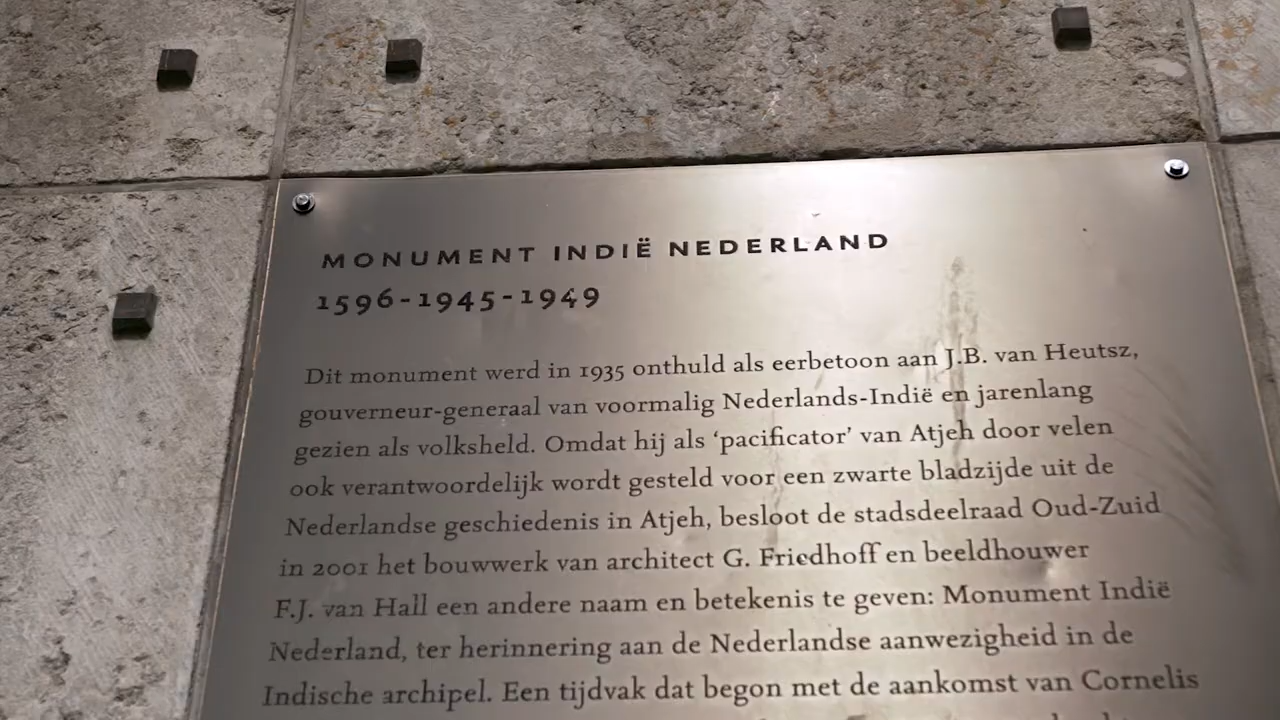 MONUMENT INDIË NEDERLAND
1596-1945-1949
Dit monument werd in 1935 onthuld als eerbetoon aan J.B. van Heutsz,
gouverneur-generaal van voormalig Nederlands-Indië en jarenlang
gezien als volksheld. Omdat hij als ‘pacificator’ van Atjeh door velen
ook verantwoordelijk wordt gesteld voor een zwarte bladzijde uit de
Nederlandse geschiedenis in Atjeh, besloot de stadsdeelraad Oud-Zuid
in 2001 het bouwwerk van architect G. Friedhoff en beeldhouwer
F.J. van Hall een andere naam en betekenis te geven: Monument Indië
Nederland, ter herinnering aan de Nederlandse aanwezigheid in de
Indische archipel. Een tijdvak dat begon met de aankomst van Cornelis